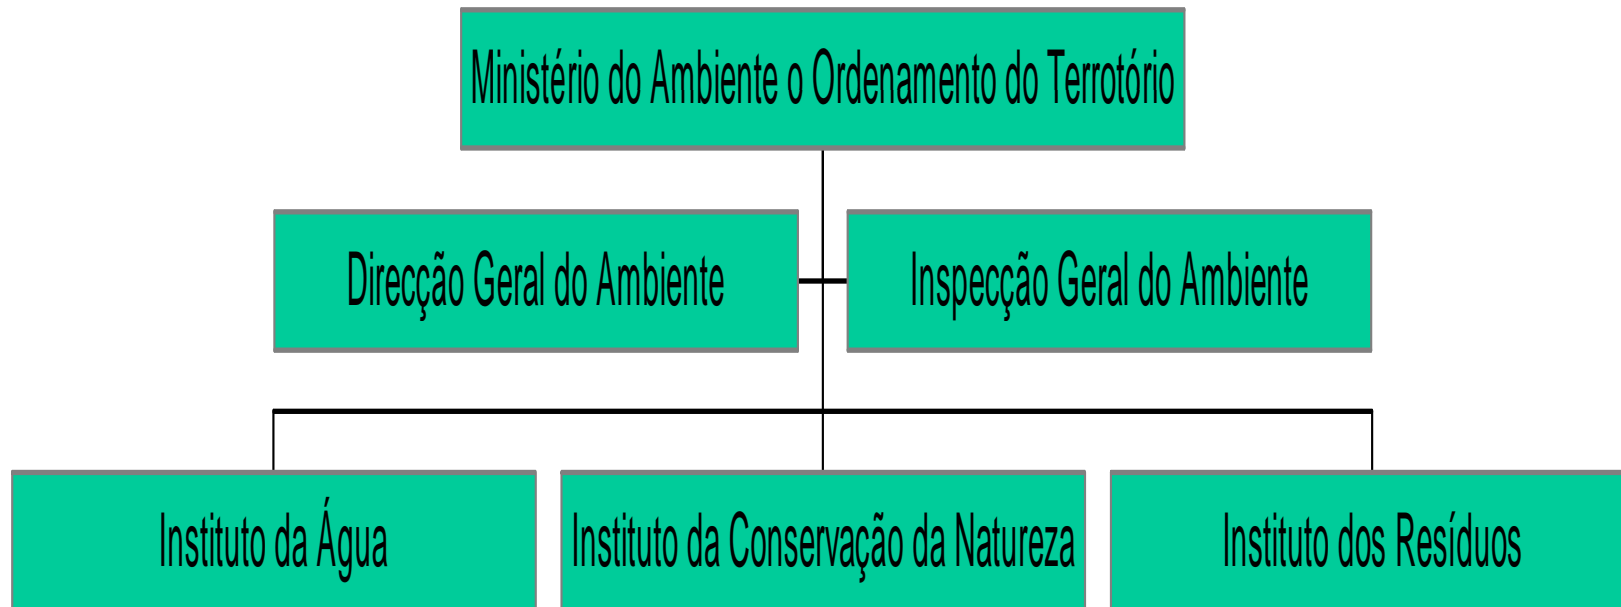 Ministério do Ambiente o Ordenamento do Terrotório
Direcção Geral do Ambiente
Inspecção Geral do Ambiente
Instituto da Água
Instituto da Conservação da Natureza
Instituto dos Resíduos